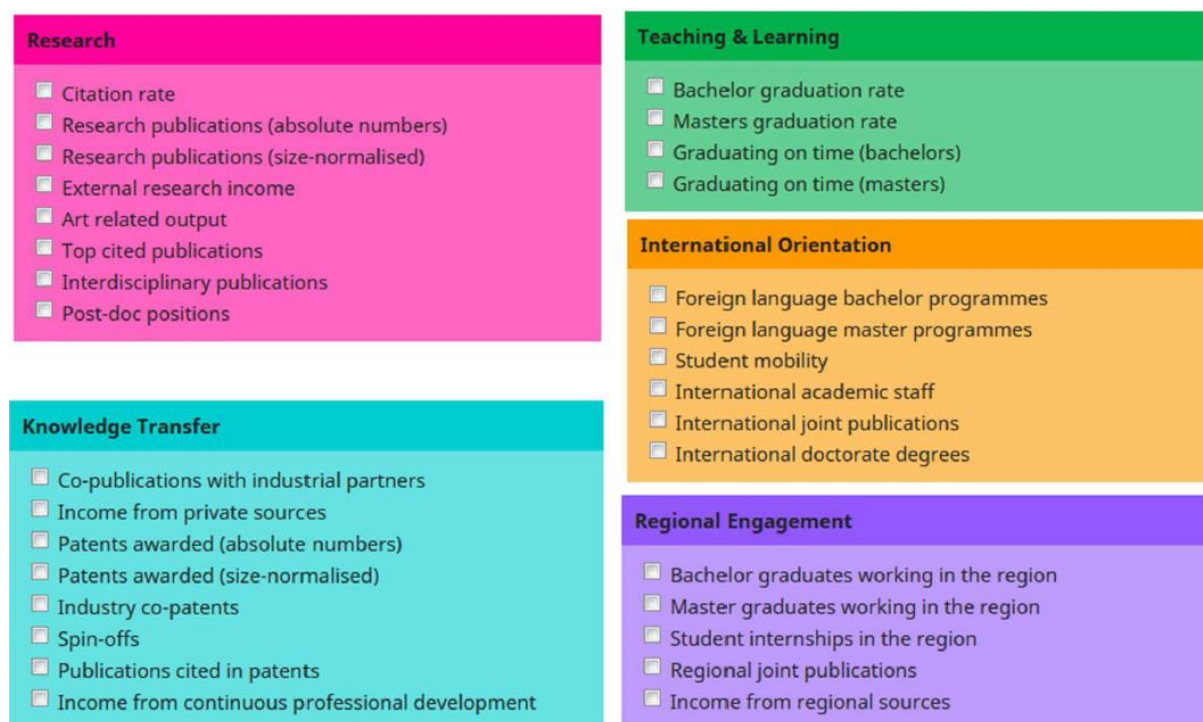 Research
Citation rate
Research publications (absolute numbers)
Research publications (size-normalised)
External research income
Art related output
Top cited publications
Interdisciplinary publications
Post-doc positions
Knowledge Transfer
Co-publications with industrial partners
Income from private sources
Patents awarded (absolute numbers)
Patents awarded (size-normalised)
Industry co-patents
Spin-offs
Publications cited in patents
Income from continuous professional development
Teaching & Learning
Bachelor graduation rate
Masters graduation rate
Graduating on time (bachelors)
Graduating on time (masters)
International Orientation
Foreign language bachelor programmes
Foreign language master programmes
Student mobility
International academic staff
International joint publications
International doctorate degrees
Regional Engagement
Bachelor graduates working in the region
Master graduates working in the region
Student internships in the region
Regional joint publications
Income from regional sources